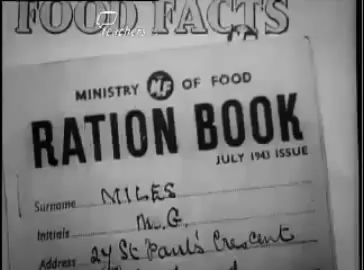 FOOD FACTS
Teachers
MINISTRY MF OF FOOD
RATION BOOK
JULY 1943 ISSUE
Surname MILES
Initials M.G.
Address 24 St Paul's Crescent